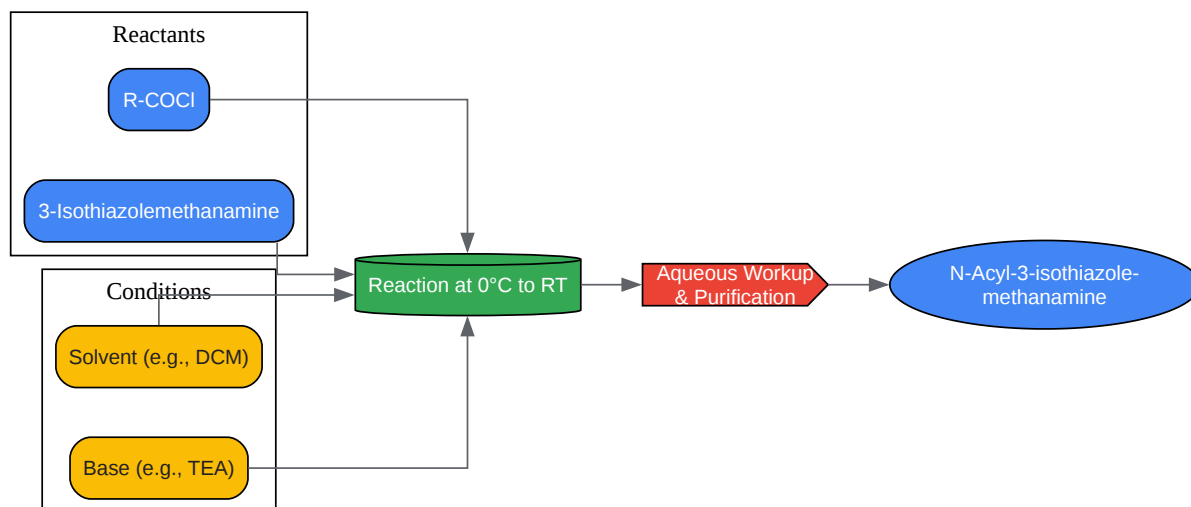 Reactants
R-COCl
3-Isothiazolemethanamine
Conditions
Solvent (e.g., DCM)
Base (e.g., TEA)
Reaction at 0°C to RT
Aqueous Workup
& Purification
N-Acyl-3-isothiazole-
methanamine